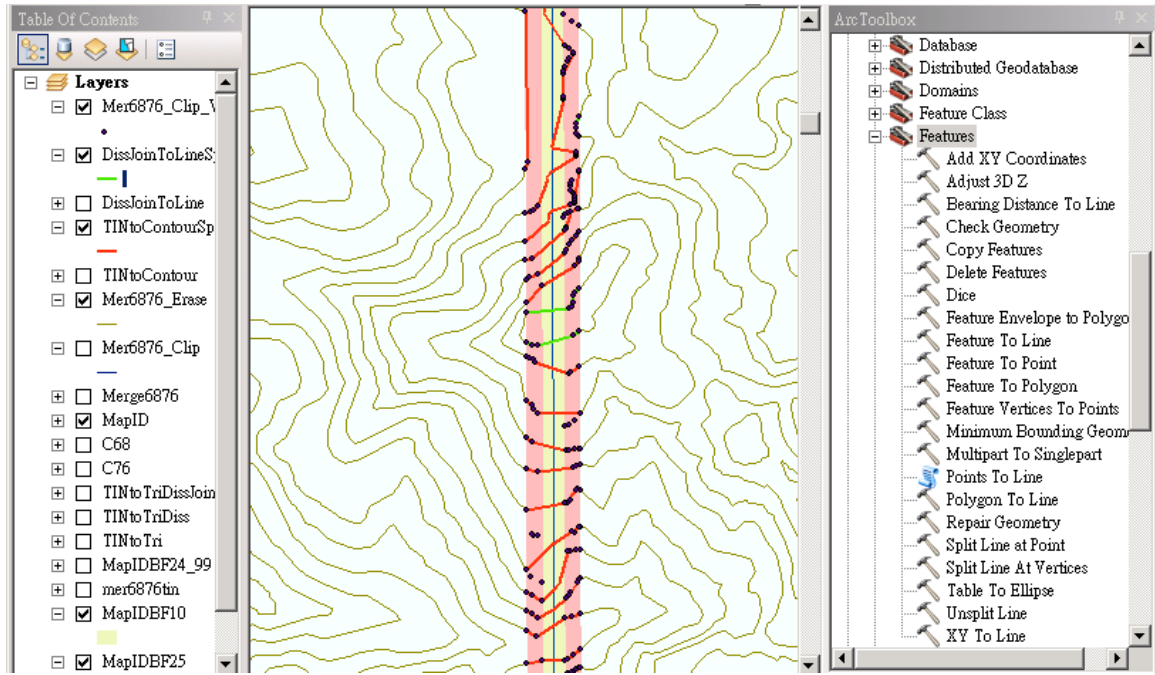 Table Of Contents
Layers
Mer6876_Clip_V
DissJoinToLineS
DissJoinToLine
TINtoContourSp
TINtoContour
Mer6876_Erase
Mer6876_Clip
Merge6876
MapID
C68
C76
TINtoTriDissJoin
TINtoTriDiss
TINtoTri
MapIDBF24_99
mer6876tin
MapIDBF10
MapIDBF25
ArcToolbox
Database
Distributed Geodatabase
Domains
Feature Class
Features
Add XY Coordinates
Adjust 3D Z
Bearing Distance To Line
Check Geometry
Copy Features
Delete Features
Dice
Feature Envelope to Polygo
Feature To Line
Feature To Point
Feature To Polygon
Feature Vertices To Points
Minimum Bounding Geom
Multipart To Singlepart
Points To Line
Polygon To Line
Repair Geometry
Split Line at Point
Split Line At Vertices
Table To Ellipse
Unsplit Line
XY To Line